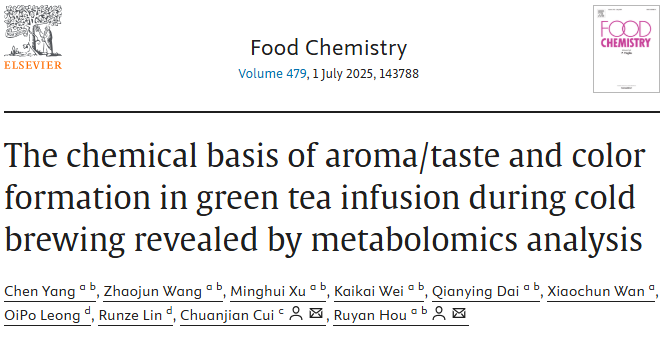 ELSEVIER
Food Chemistry
Volume 479, 1 July 2025, 143788
FOOD
CHEMISTRY
The chemical basis of aroma/taste and color
formation in green tea infusion during cold
brewing revealed by metabolomics analysis
Chen Yang a b, Zhaojun Wang a b, Minghui Xu a b, Kaikai Wei a b, Qianying Dai a b, Xiaochun Wan a,
OiPo Leong d, Runze Lin d, Chuanjian Cui c, Ruyan Hou a b